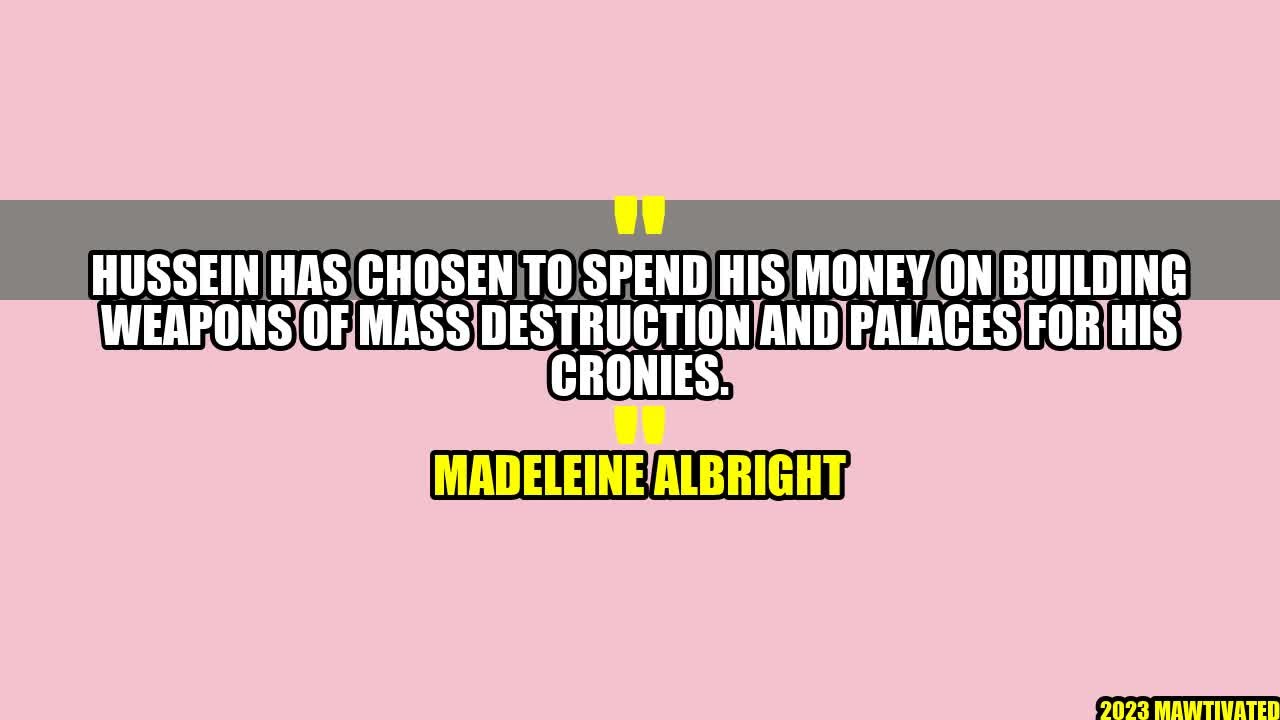 "
HUSSEIN HAS CHOSEN TO SPEND HIS MONEY ON BUILDING
WEAPONS OF MASS DESTRUCTION AND PALACES FOR HIS
CRONIES.
"
MADELEINE ALBRIGHT
2023 MAWTIVATED